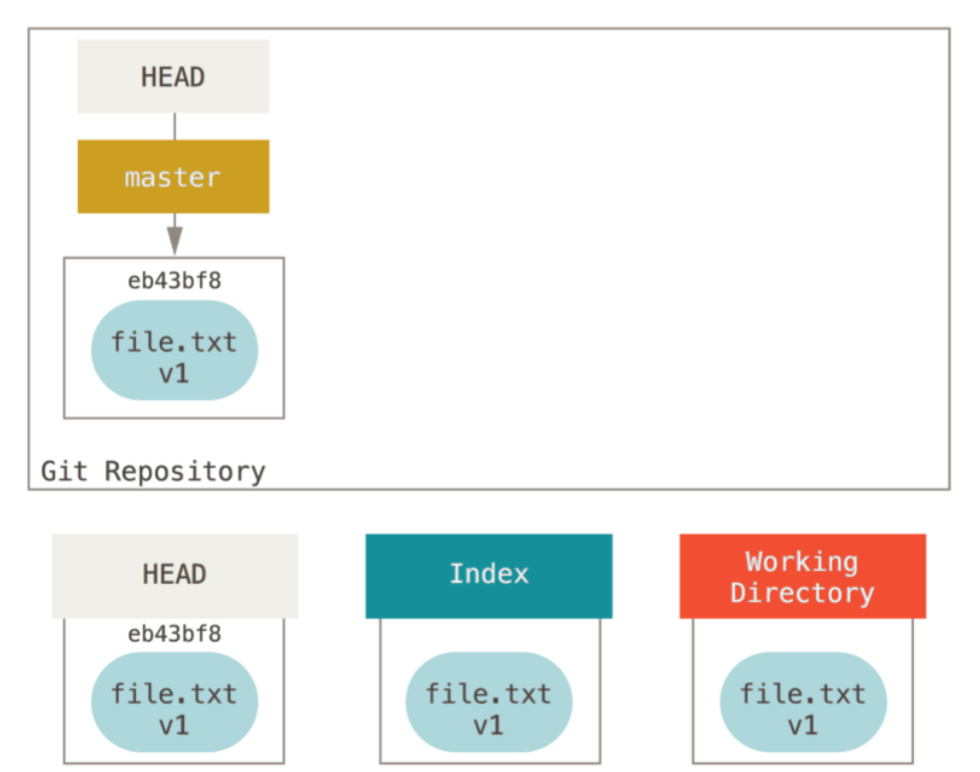 HEAD
master
eb43bf8
file.txt
v1
Git Repository
HEAD
Index
Working
Directory
eb43bf8
file.txt
v1
file.txt
v1
file.txt
v1